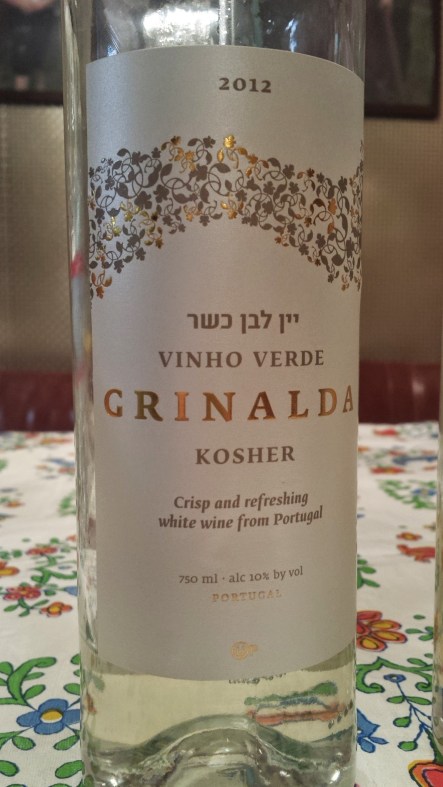 2012
יין לבן כשר
VINHO VERDE
GRINALDA
KOSHER
Crisp and refreshing
white wine from Portugal
750 ml · alc 10% by vol
PORTUGAL